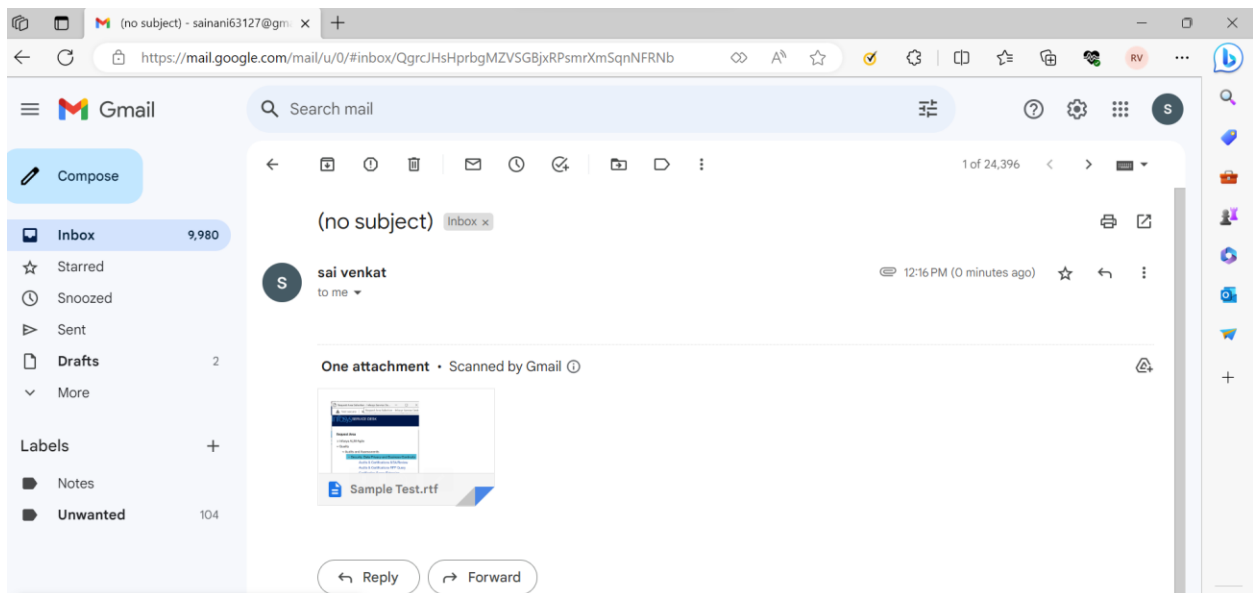 (no subject) - sainani63127@gm
https://mail.google.com/mail/u/0/#inbox/QgrcJHsHprbgMZVSGBjxRPsmrXmSqnNFRNb
RV
Gmail
Search mail
S
Compose
1 of 24,396
(no subject)
Inbox ×
Inbox 9,980
Starred
Snoozed
Sent
Drafts 2
More
S
sai venkat
12:16 PM (0 minutes ago)
to me
One attachment • Scanned by Gmail
Sample Test.rtf
Labels
Notes
Unwanted 104
Reply
Forward